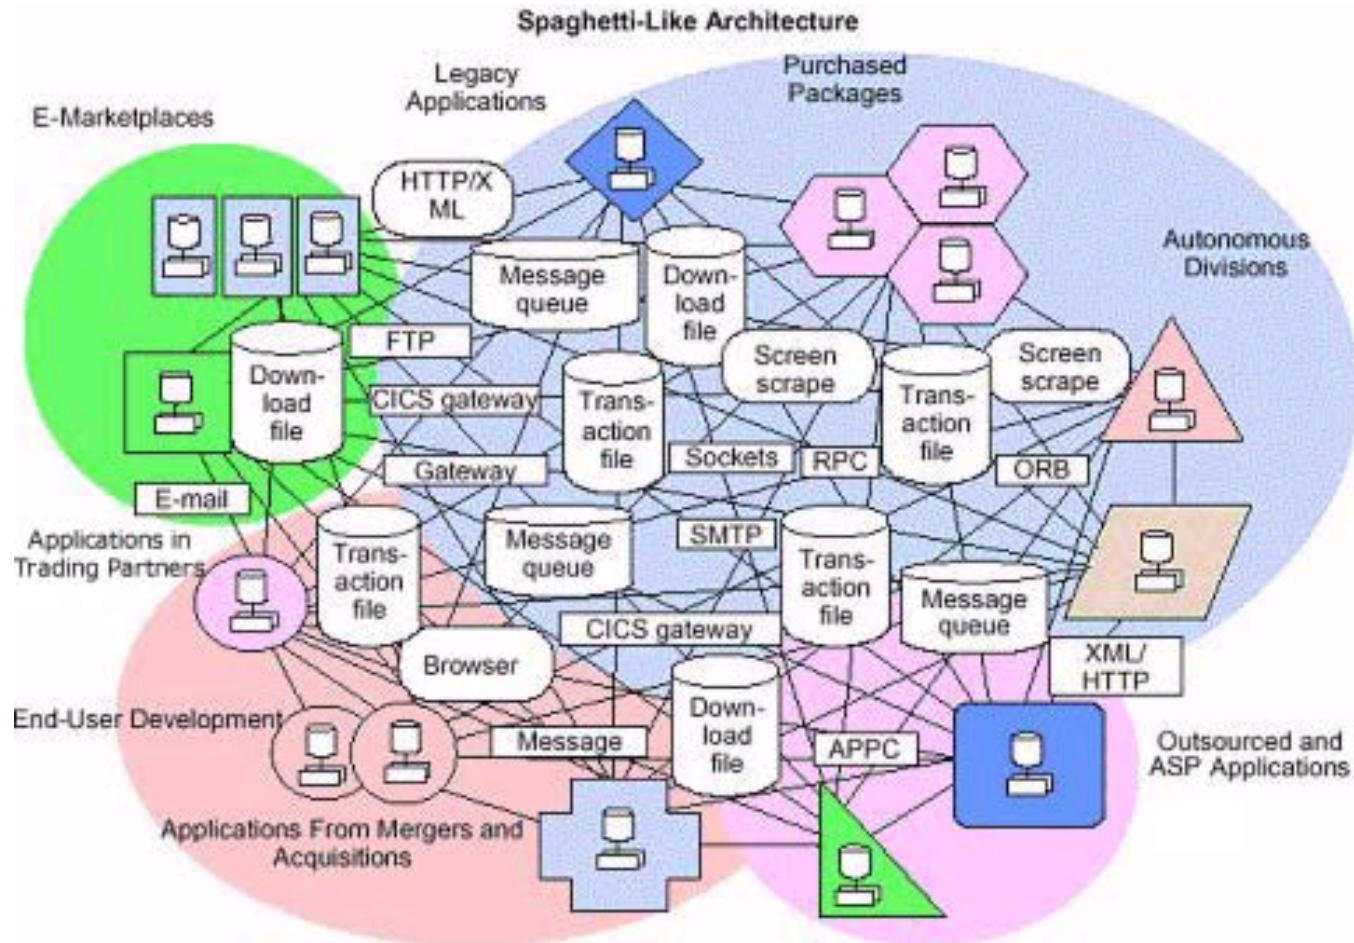 Spaghetti-Like Architecture
Legacy
Applications
Purchased
Packages
E-Marketplaces
HTTP/X
ML
Autonomous
Divisions
Message
queue
Down-
load
file
FTP
Screen
scrape
Screen
scrape
Down-
load
file
CICS gateway
Trans-
action
file
Trans-
action
file
Gateway
Sockets
RPC
ORB
E-mail
Applications in
Trading Partners
Trans-
action
file
Message
queue
SMTP
Trans-
action
file
Message
queue
CICS gateway
Browser
XML/
HTTP
End-User Development
Message
Down-
load
file
APPC
Outsourced and
ASP Applications
Applications From Mergers and
Acquisitions